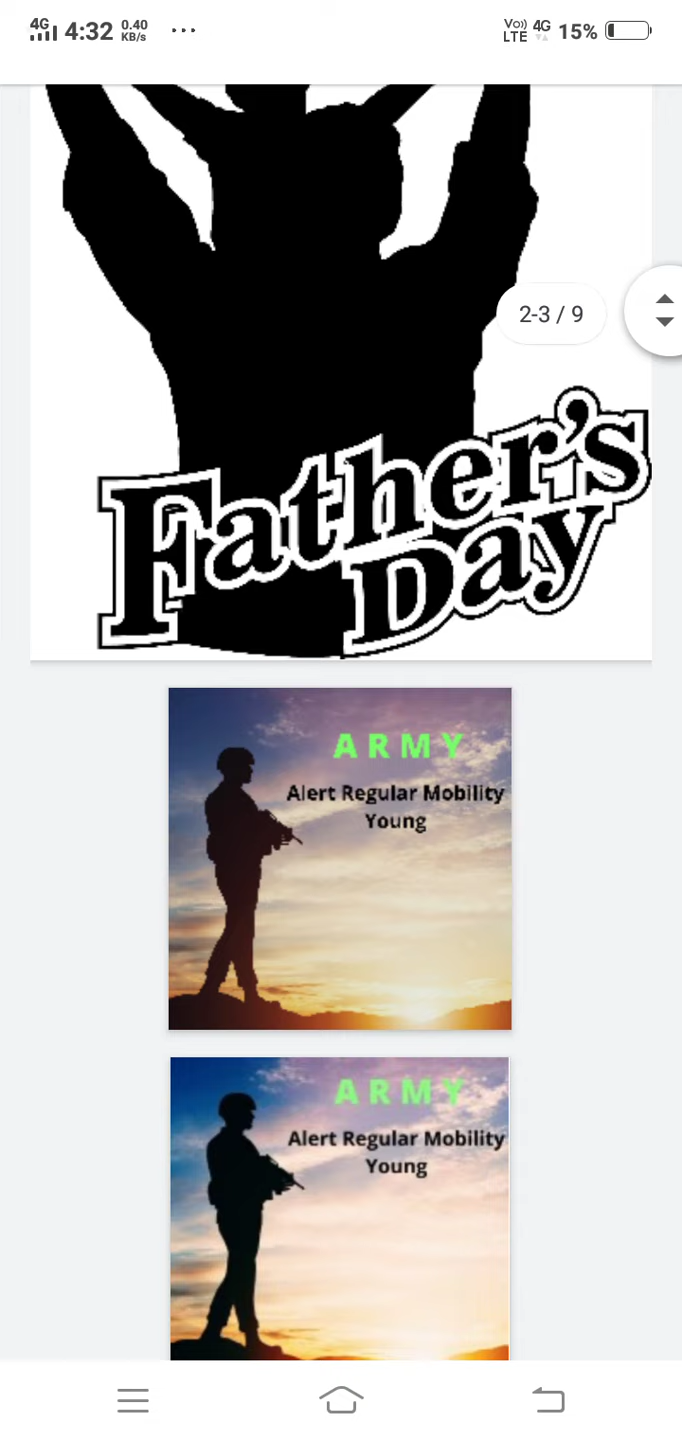 4G 4:32 0.40 KB/s ... Vo)) LTE 4G 15%
2-3 / 9
Father's
Day
ARMY
Alert Regular Mobility
Young
ARMY
Alert Regular Mobility
Young